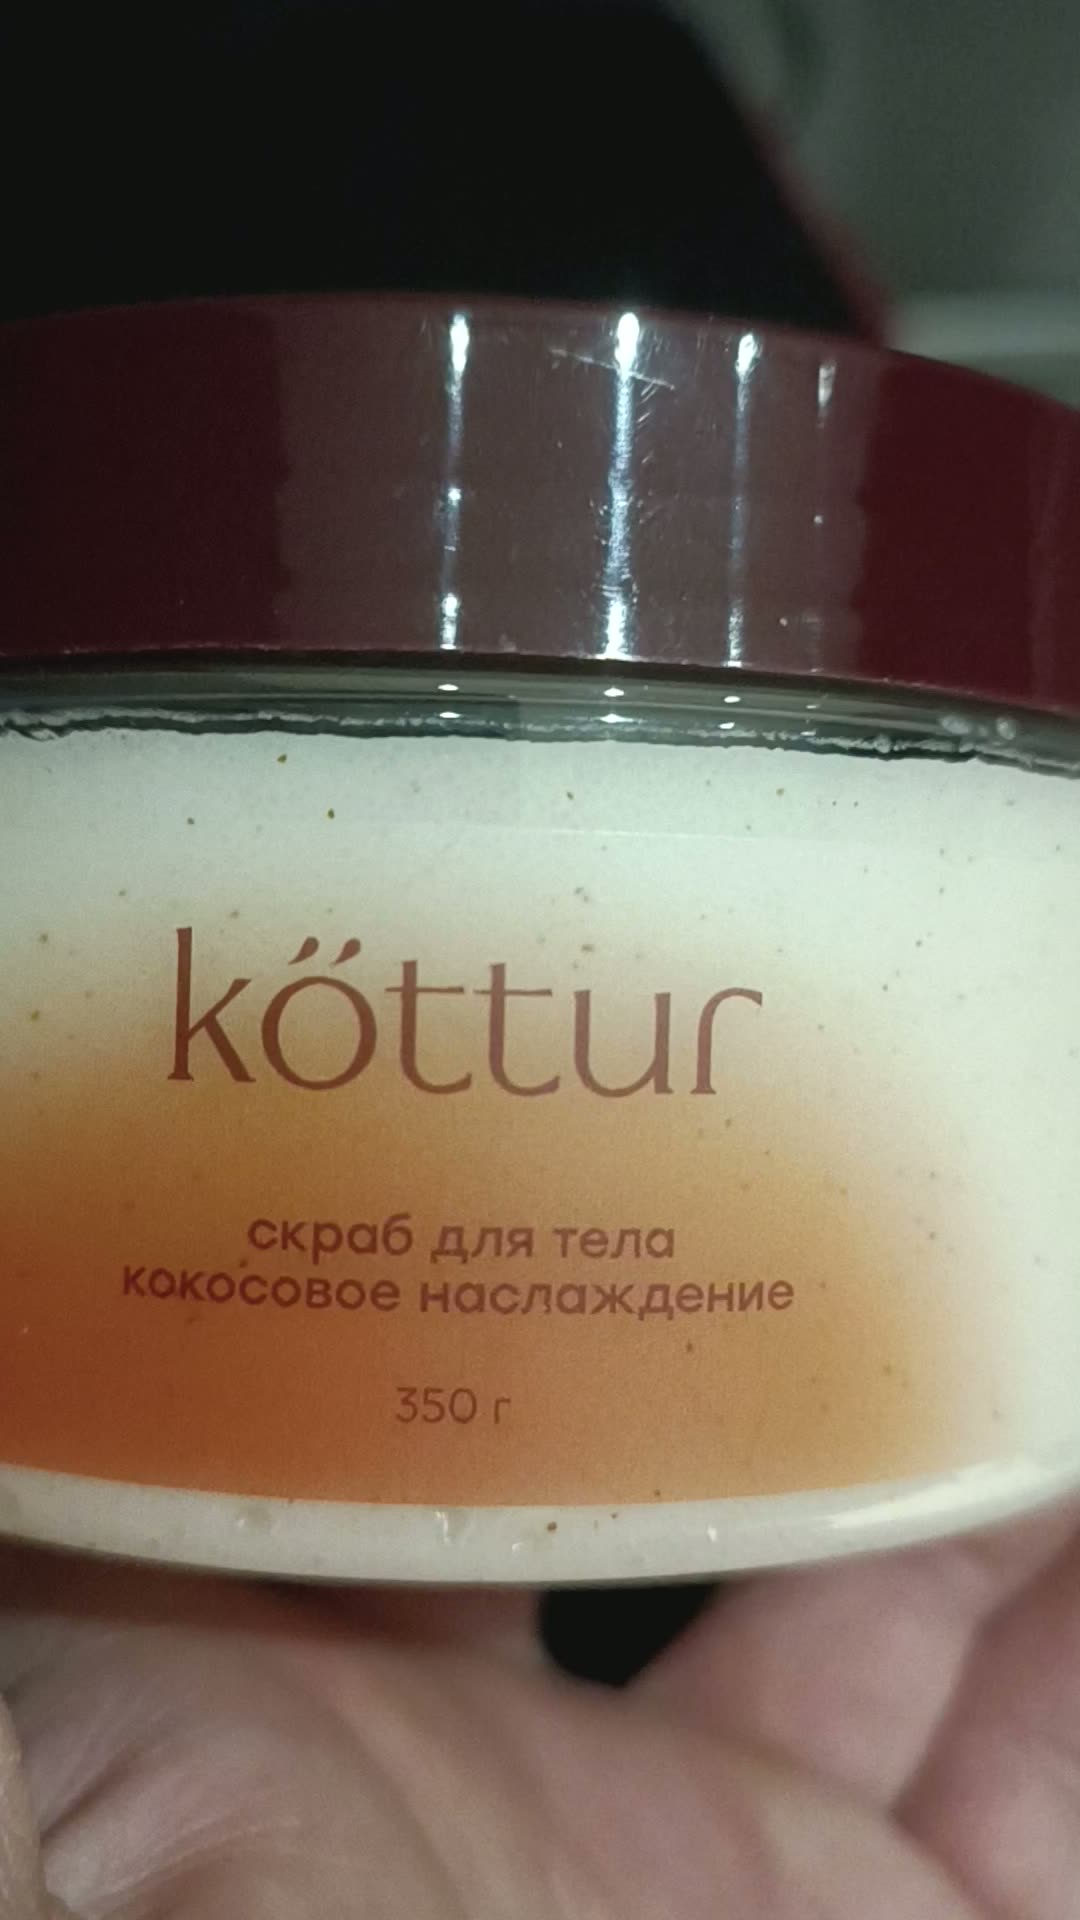 köttur
скраб для тела
кокосовое наслаждение
350 г